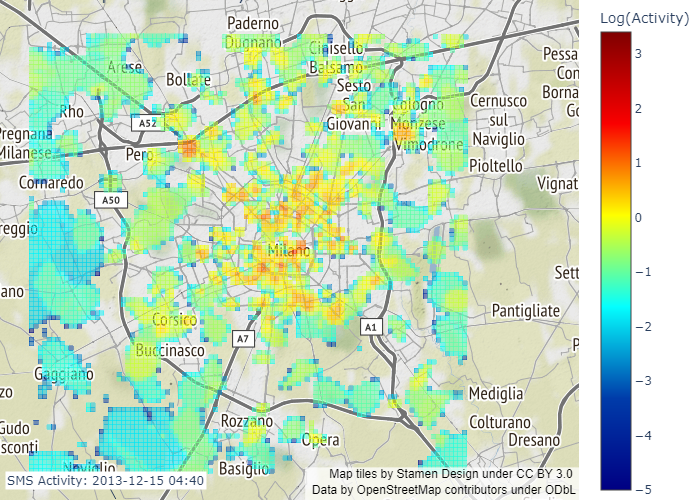 Log(Activity)
Paderno
Dugnano
Cinisello
Balsamo
Arese
Bollate
Sesto
San
Giovanni
Cologno
Monzese
Cernusco
sul
Naviglio
Pessa
Con
Borna
Go
Rho
A52
Pregnana
Milanese
Pero
Vimodrone
Pioltello
Cornaredo
Vignat
A50
reggio
Milano
Sett
ano
Pantigliate
Corsico
A7
A1
Buccinasco
P
Gaggiano
zo
Mediglia
Rozzano
Colturano
Gudo
sconti
Opera
Dresano
Noviglio
Basiglio
SMS Activity: 2013-12-15 04:40
Map tiles by Stamen Design under CC BY 3.0
Data by OpenStreetMap contributors under ODbL
3
2
1
0
−1
−2
−3
−4
−5